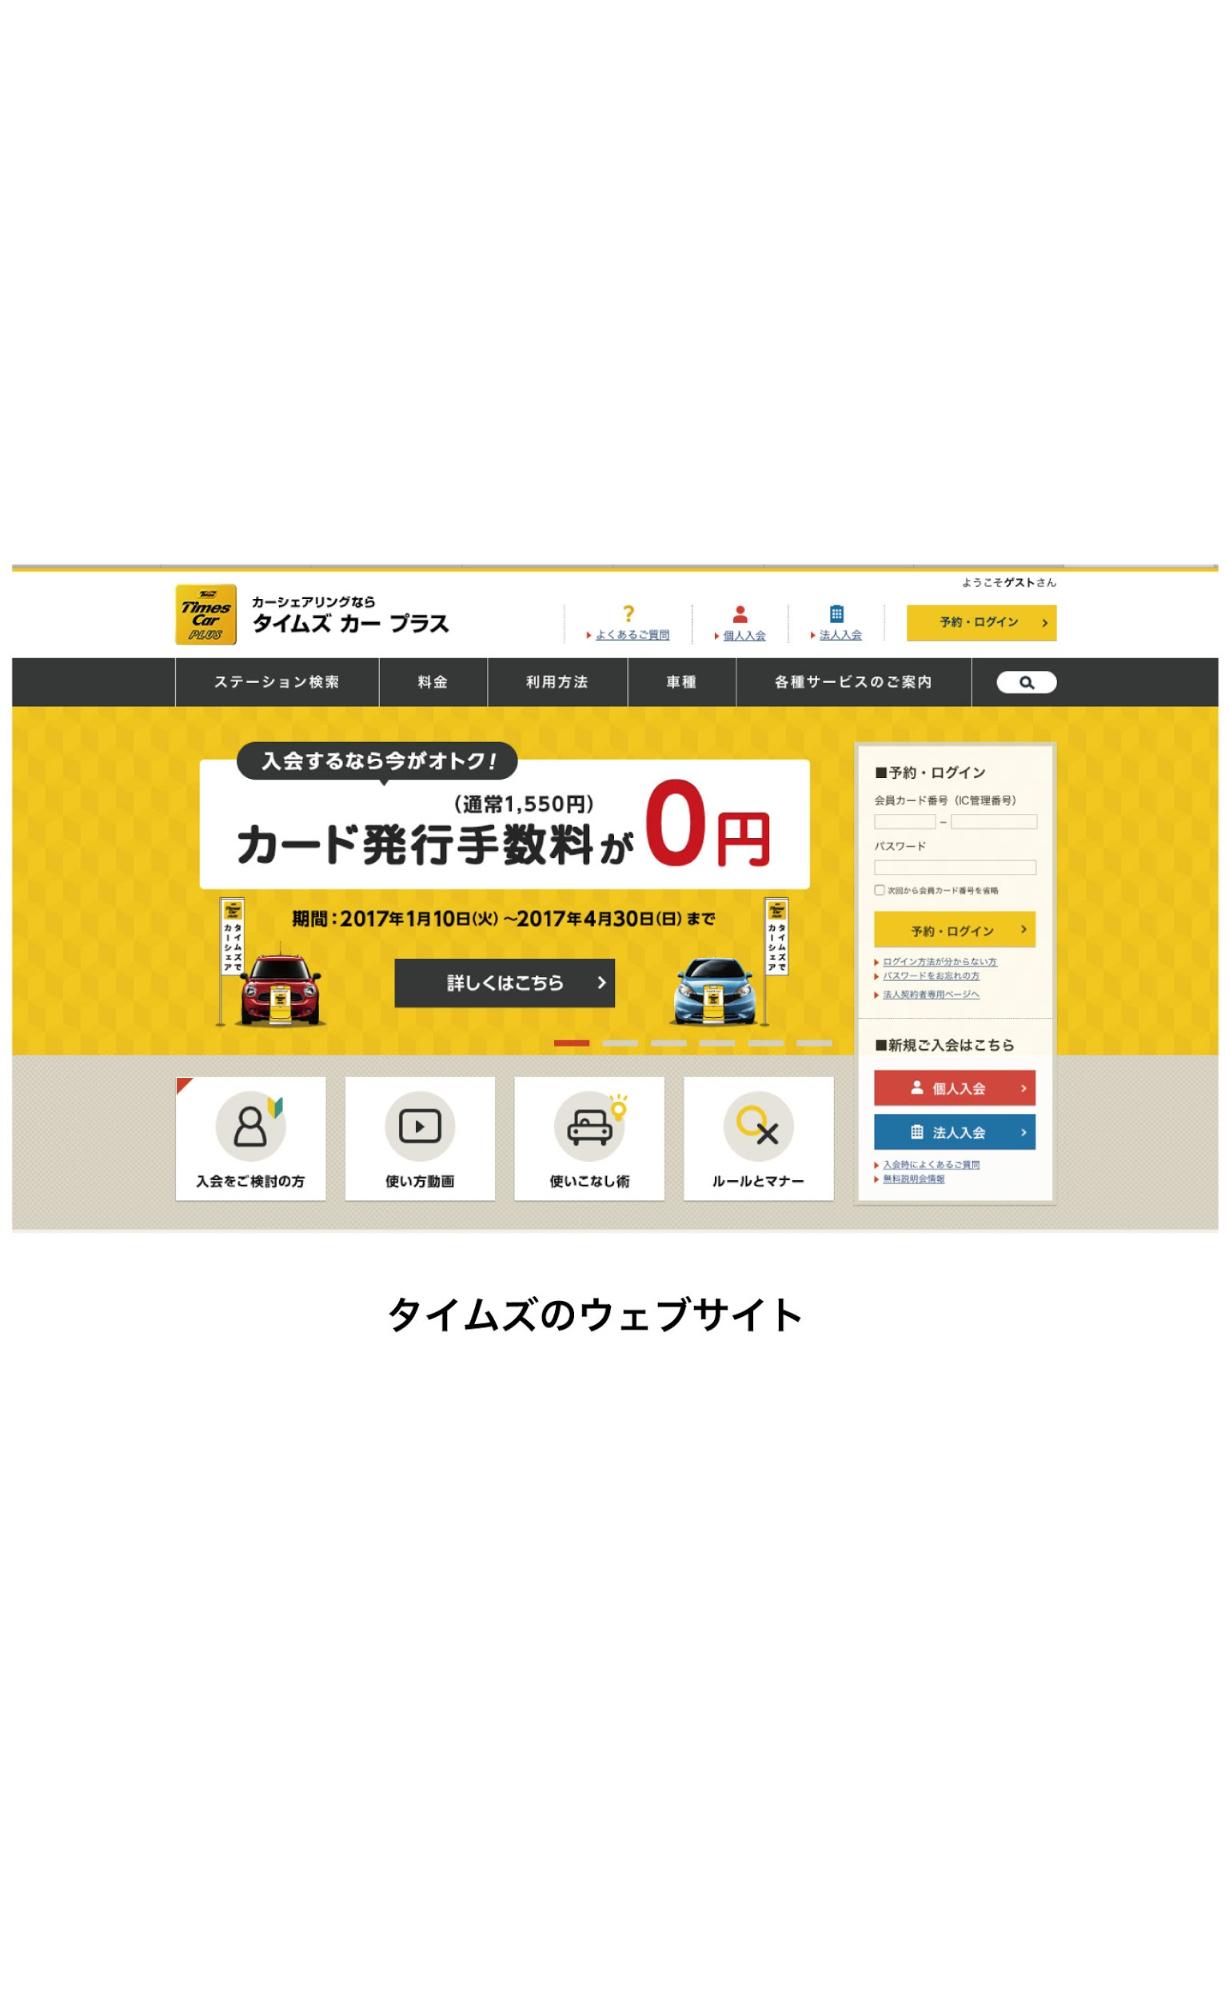 ようこそゲストさん
Times
Times
Car
PLUS
カーシェアリングなら
タイムズ カー プラス
よくあるご質問
個人入会
法人入会
予約・ログイン
ステーション検索
料金
利用方法
車種
各種サービスのご案内
入会するなら今がオトク!
(通常1,550円)
カード発行手数料が0円
期間:2017年1月10日(火)~2017年4月30日(日)まで
タイムズで
カーシェア
タイムズで
カーシェア
詳しくはこちら
■予約・ログイン
会員カード番号（IC管理番号）
–
パスワード
次回から会員カード番号を省略
予約・ログイン
ログイン方法が分からない方
パスワードをお忘れの方
法人契約者専用ページへ
■新規ご入会はこちら
個人入会
法人入会
入会時によくあるご質問
無料説明会情報
入会をご検討の方
使い方動画
使いこなし術
ルールとマナー
タイムズのウェブサイト